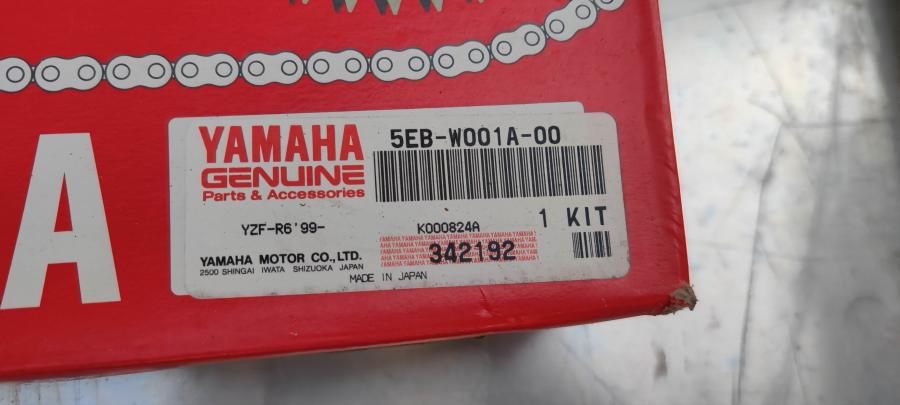 A
YAMAHA
GENUINE
Parts & Accessories
5EB-W001A-00
YZF-R6'99-
K000824A
1 KIT
342192
YAMAHA MOTOR CO.,LTD.
2500 SHINGAI IWATA SHIZUOKA JAPAN
MADE IN JAPAN